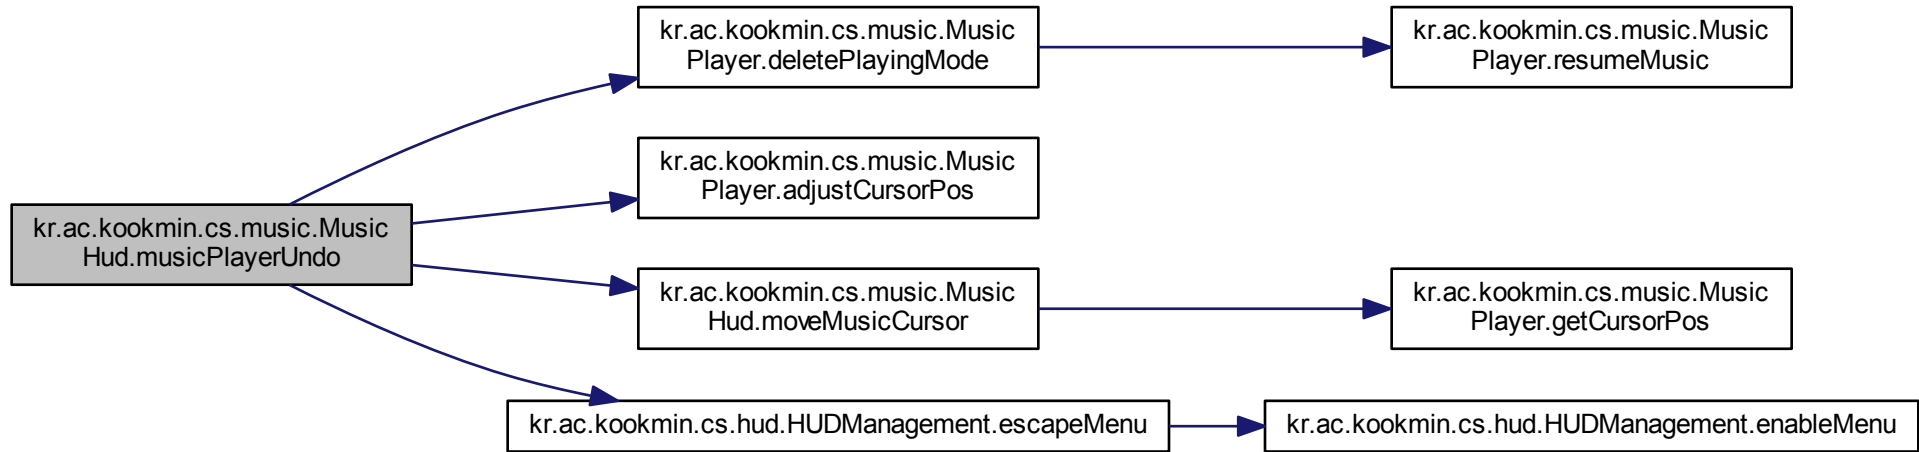 kr.ac.kookmin.cs.music.Music
Player.deletePlayingMode
kr.ac.kookmin.cs.music.Music
Player.resumeMusic
kr.ac.kookmin.cs.music.Music
Player.adjustCursorPos
kr.ac.kookmin.cs.music.Music
Hud.musicPlayerUndo
kr.ac.kookmin.cs.music.Music
Hud.moveMusicCursor
kr.ac.kookmin.cs.music.Music
Player.getCursorPos
kr.ac.kookmin.cs.hud.HUDManagement.escapeMenu
kr.ac.kookmin.cs.hud.HUDManagement.enableMenu